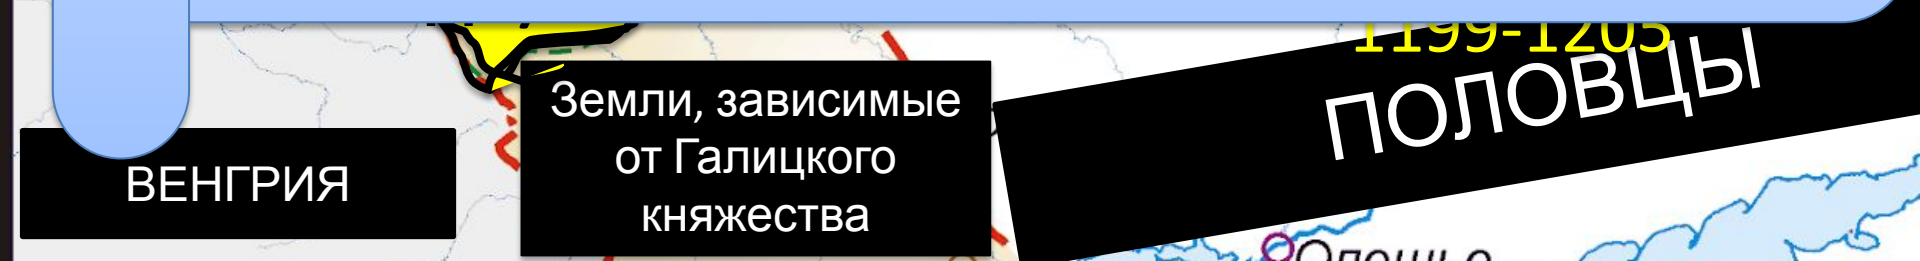 1199-1205
ПОЛОВЦЫ
Земли, зависимые
от Галицкого
княжества
ВЕНГРИЯ